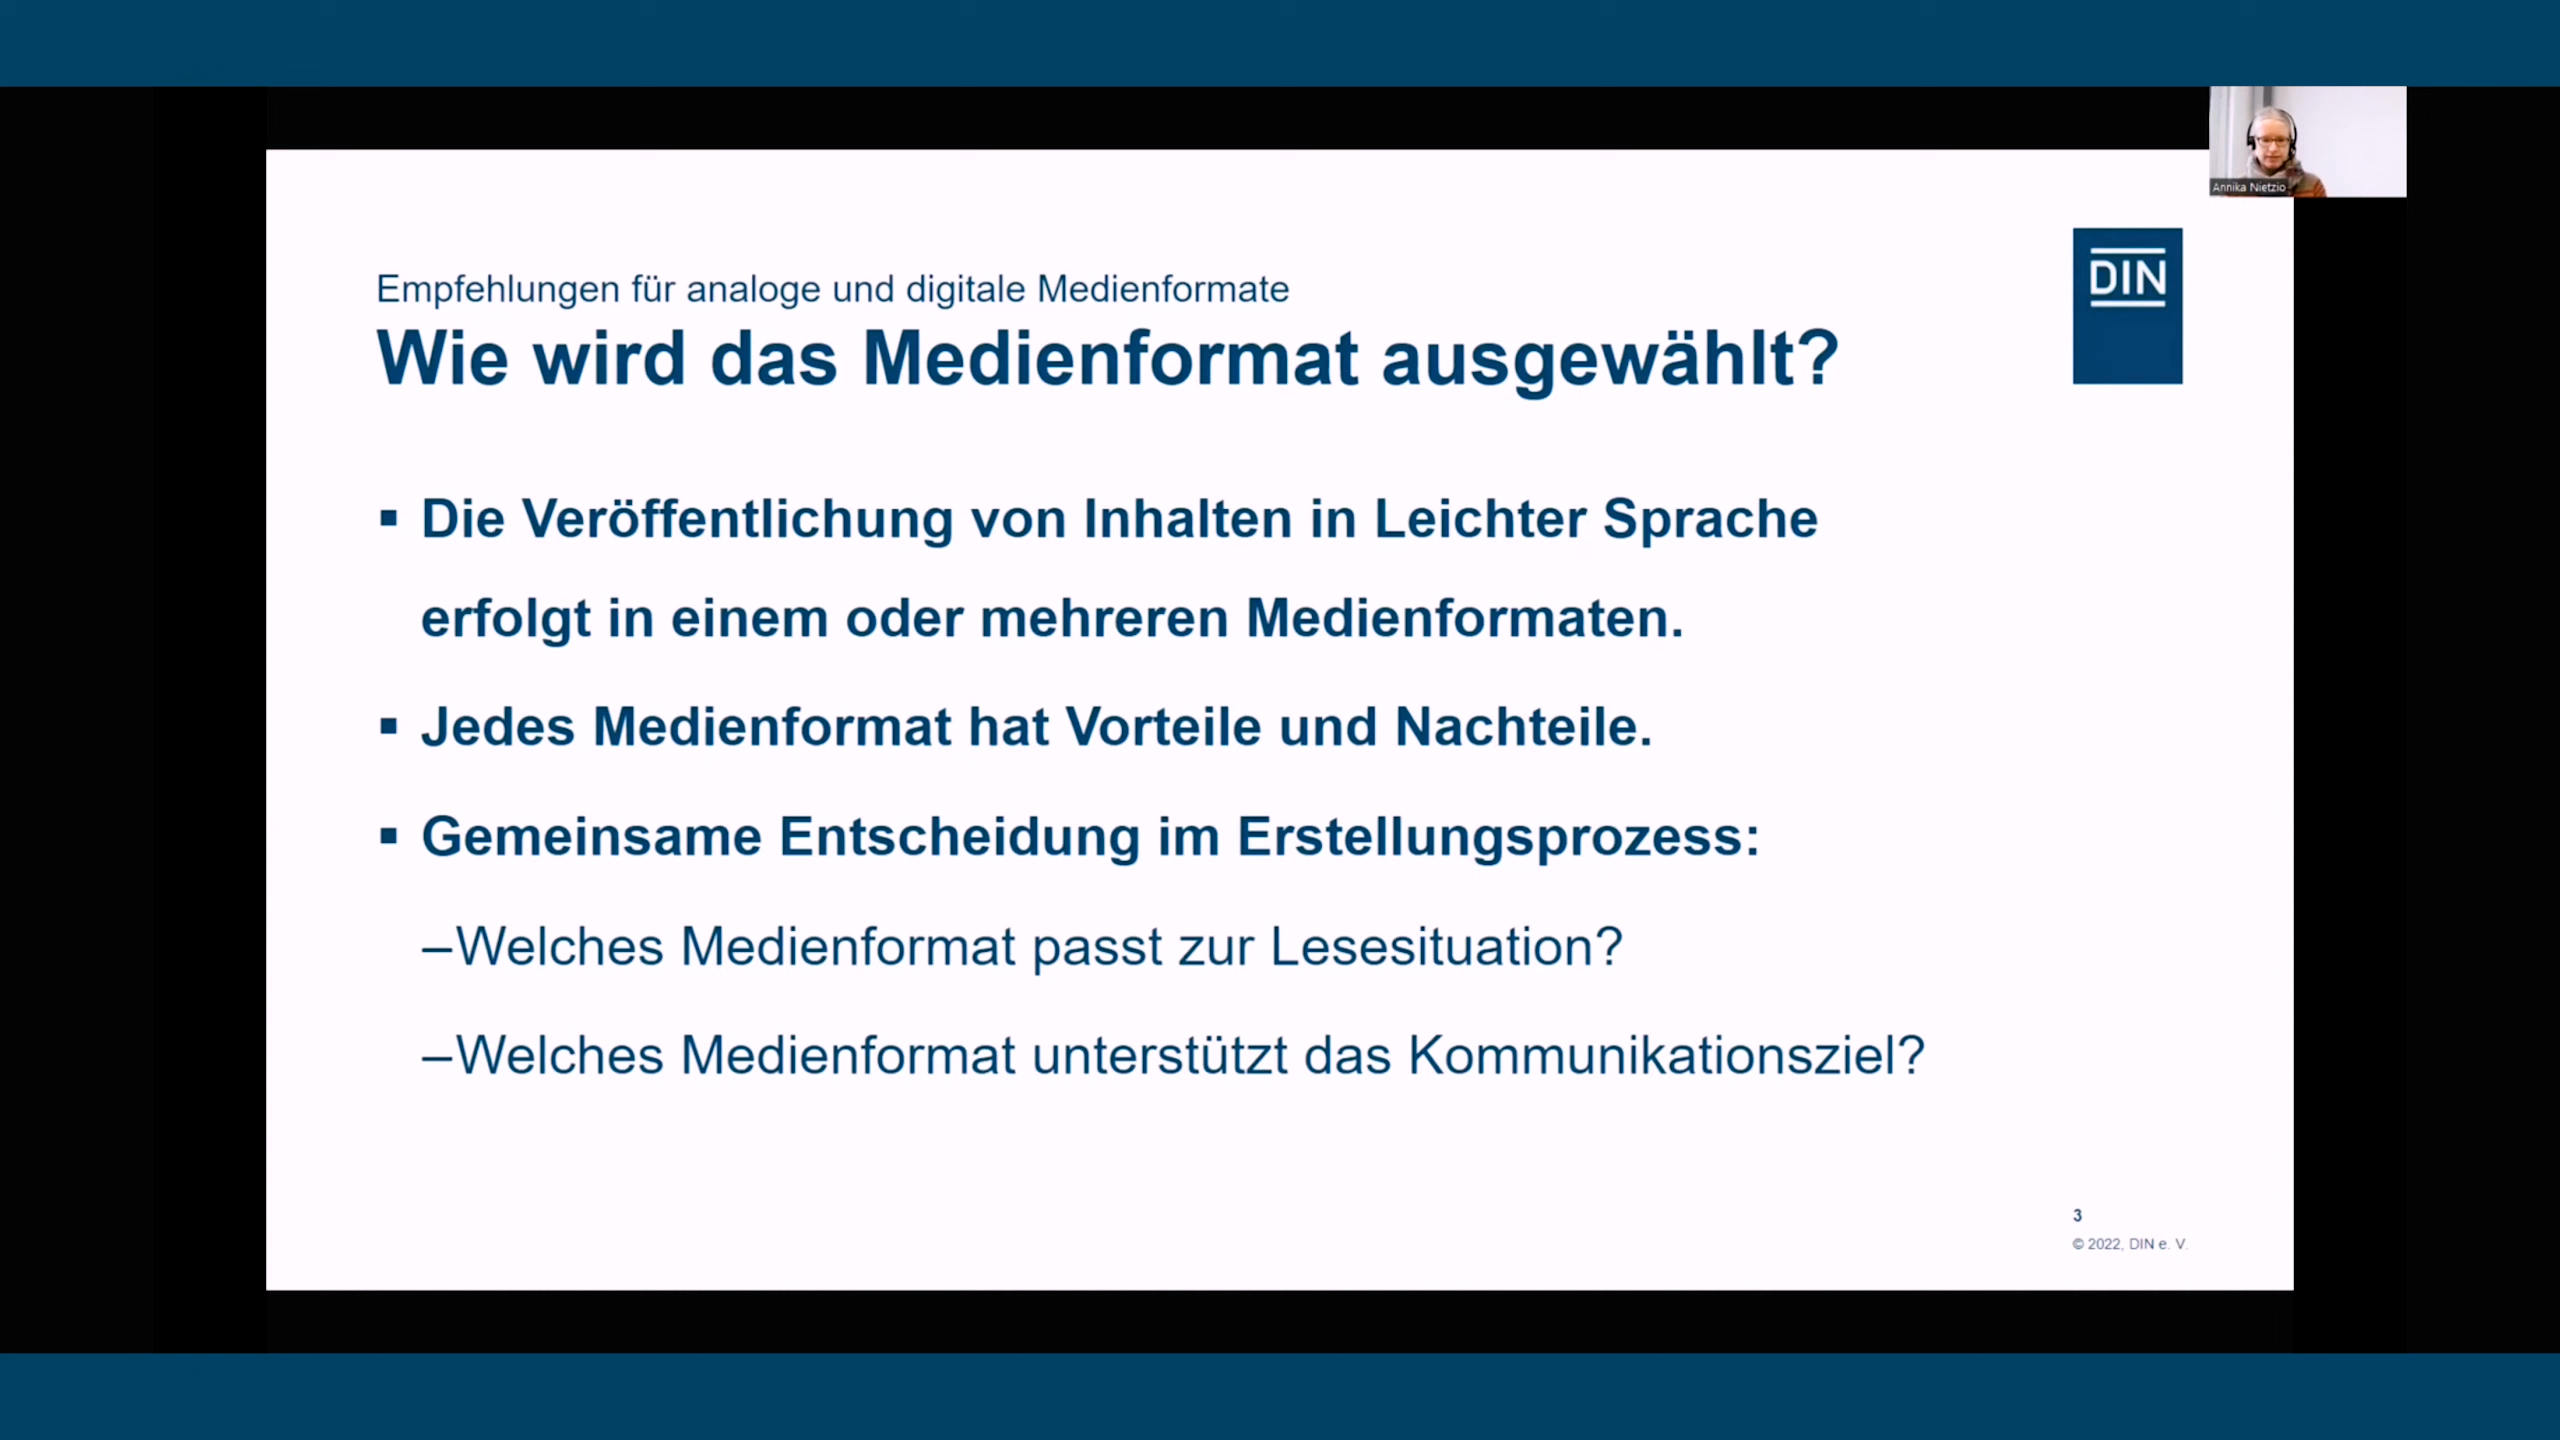 Annika Nietzio
DIN
Empfehlungen für analoge und digitale Medienformate
Wie wird das Medienformat ausgewählt?
▪ Die Veröffentlichung von Inhalten in Leichter Sprache
erfolgt in einem oder mehreren Medienformaten.
▪ Jedes Medienformat hat Vorteile und Nachteile.
▪ Gemeinsame Entscheidung im Erstellungsprozess:
–Welches Medienformat passt zur Lesesituation?
–Welches Medienformat unterstützt das Kommunikationsziel?
3
© 2022, DIN e. V.